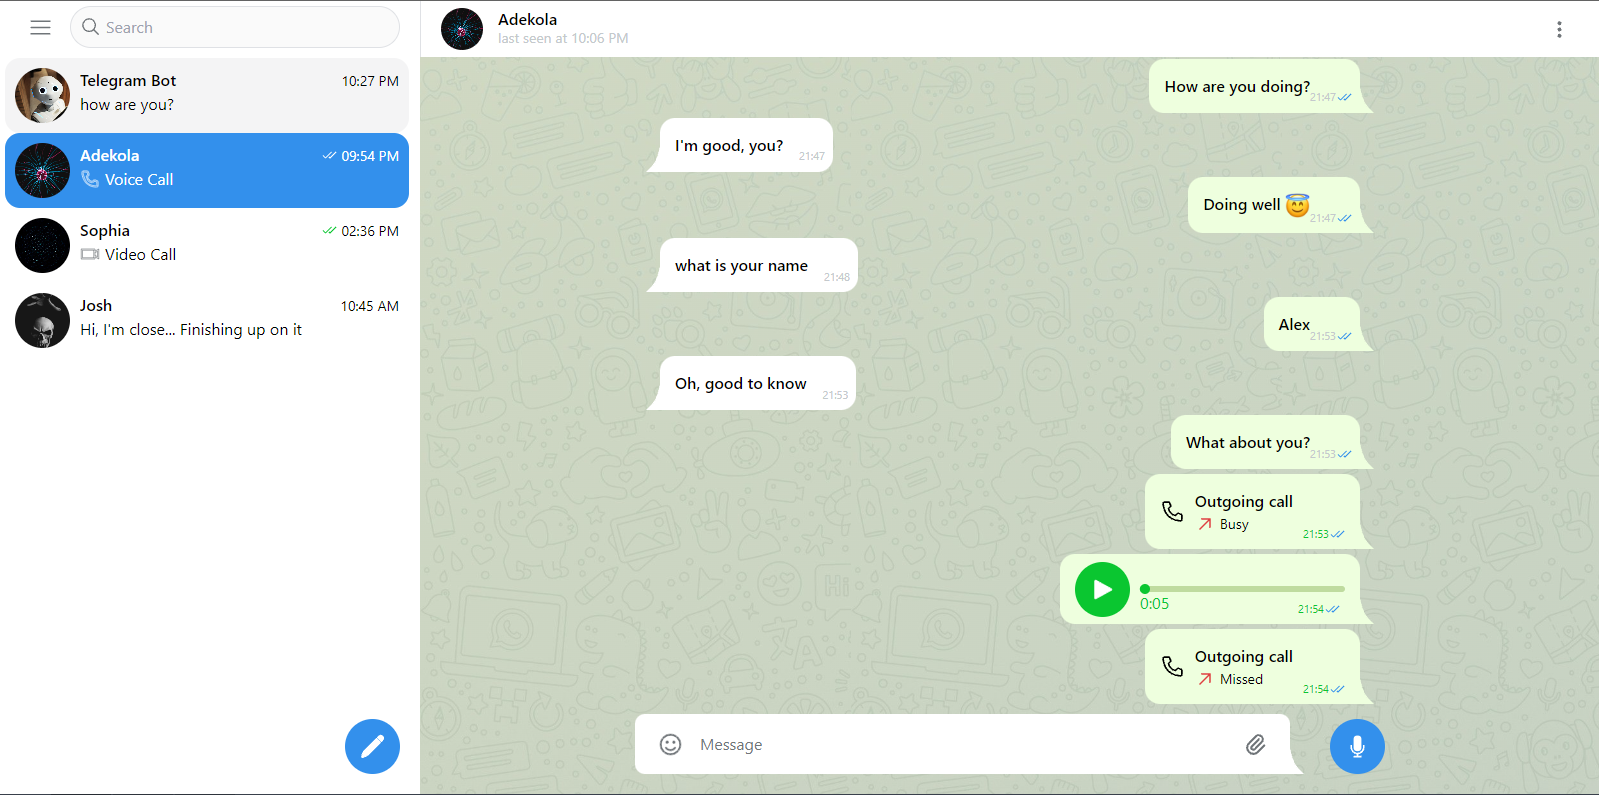 Search
Telegram Bot 10:27 PM
how are you?
Adekola 09:54 PM
Voice Call
Sophia 02:36 PM
Video Call
Josh 10:45 AM
Hi, I'm close... Finishing up on it
Adekola
last seen at 10:06 PM
How are you doing? 21:47
I'm good, you? 21:47
Doing well 😇 21:47
what is your name 21:48
Alex 21:53
Oh, good to know 21:53
What about you? 21:53
Outgoing call
Busy
21:53
0:05 21:54
Outgoing call
Missed
21:54
Message
Hi